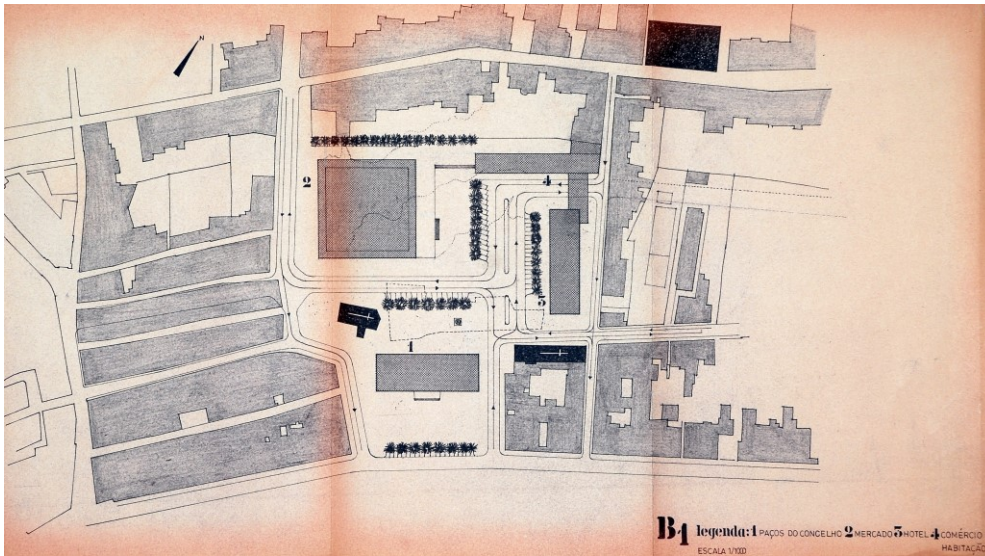 N
2
4
3
1
B1 legenda: 1 PAÇOS DO CONCELHO 2 MERCADO 3 HOTEL 4 COMÉRCIO
HABITAÇÃO
ESCALA 1/1000